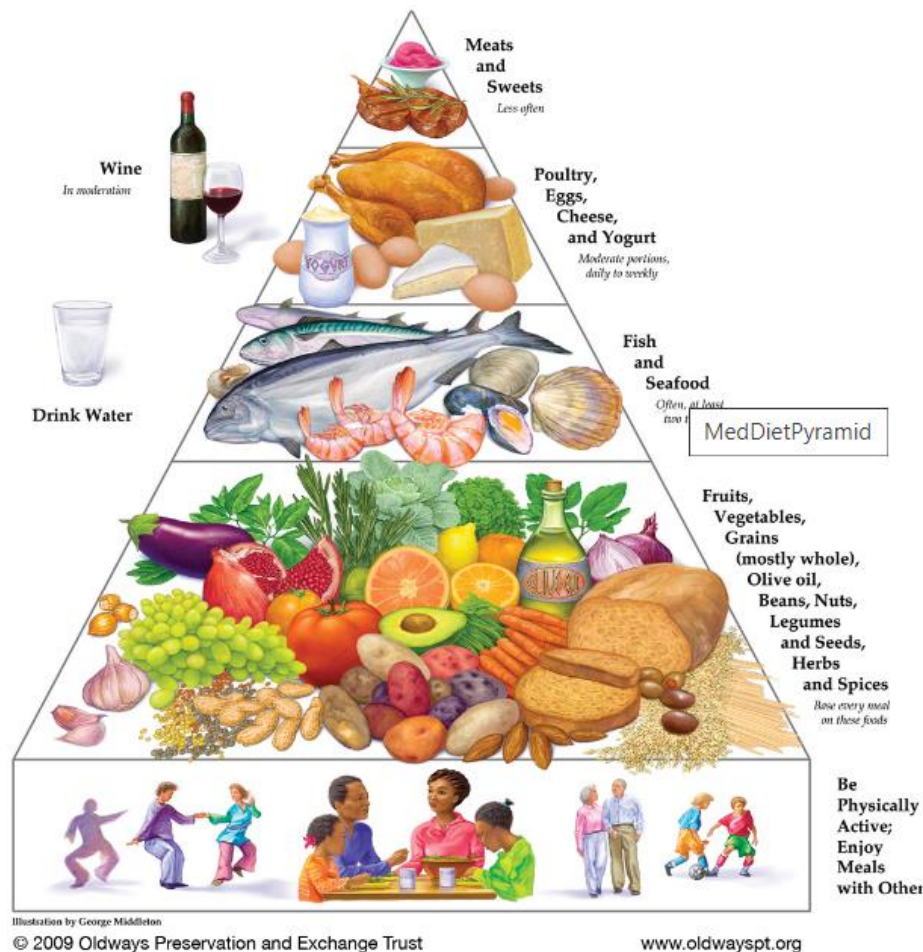 Meats
and
Sweets
Less often
Wine
In moderation
Poultry,
Eggs,
Cheese,
and Yogurt
Moderate portions,
daily to weekly
YOGURT
Drink Water
Fish
and
Seafood
Often, at least
two
MedDietPyramid
Fruits,
Vegetables,
Grains
(mostly whole),
Olive oil,
Beans, Nuts,
Legumes
and Seeds,
Herbs
and Spices
Base every meal
on these foods
Be
Physically
Active;
Enjoy
Meals
with Other
Illustration by George Middleton
© 2009 Oldways Preservation and Exchange Trust
www.oldwayspt.org